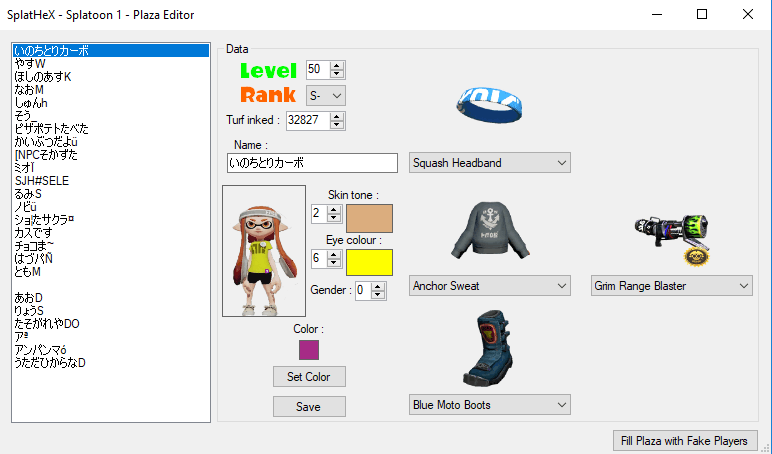 SplatHeX - Splatoon 1 - Plaza Editor
いのちとりカーボ
やすW
ほしのあすK
なおM
しゅんh
そう_
ピザポテトたべた
かいぶつだよü
[NPCそかずた
ミオÏ
SJH#SELE
るみS
ノビü
ショたサクラ¤
カスです
チョコま~
はづパÑ
ともM
あおD
りょうS
たそがれやDO
アª
アンパンマó
うただひからなD
Data
Level
50
Rank
S-
Turf inked :
32827
Name :
いのちとりカーボ
Squash Headband
Skin tone :
2
Eye colour :
6
Gender :
0
Anchor Sweat
Grim Range Blaster
Color :
Set Color
Save
Blue Moto Boots
Fill Plaza with Fake Players